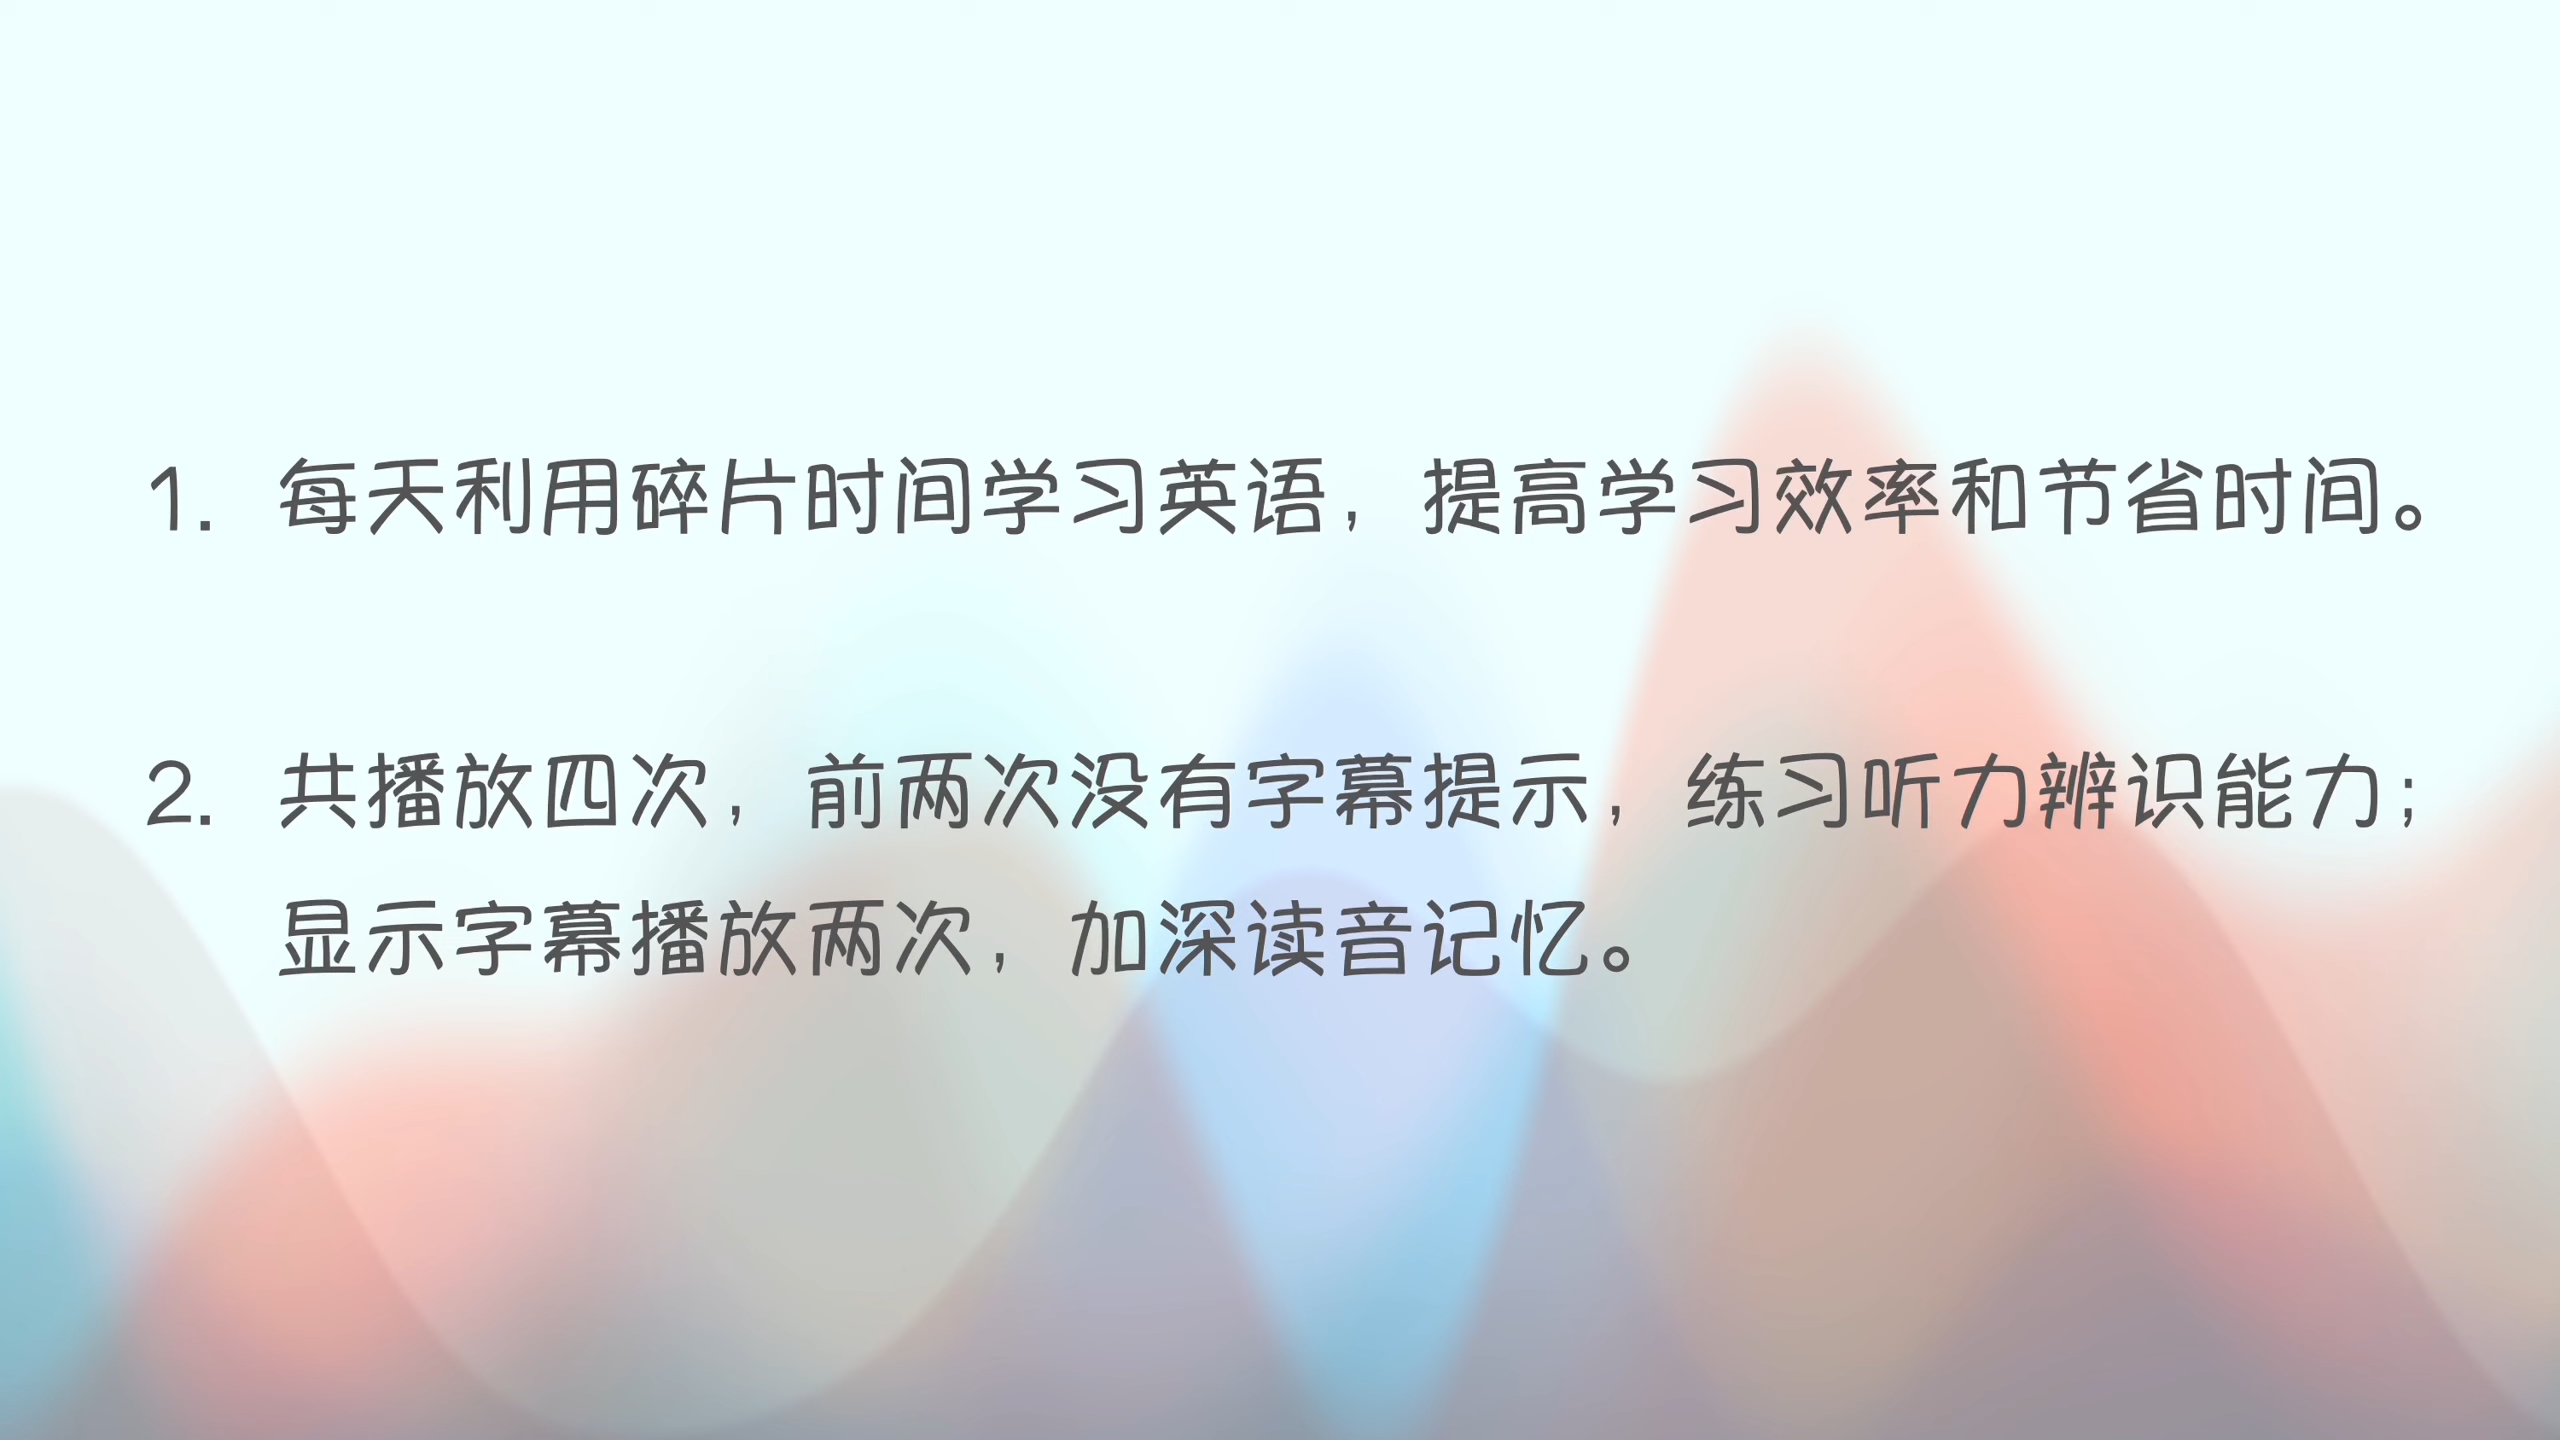 1. 每天利用碎片时间学习英语，提高学习效率和节省时间。
2. 共播放四次，前两次没有字幕提示，练习听力辨识能力；
显示字幕播放两次，加深读音记忆。